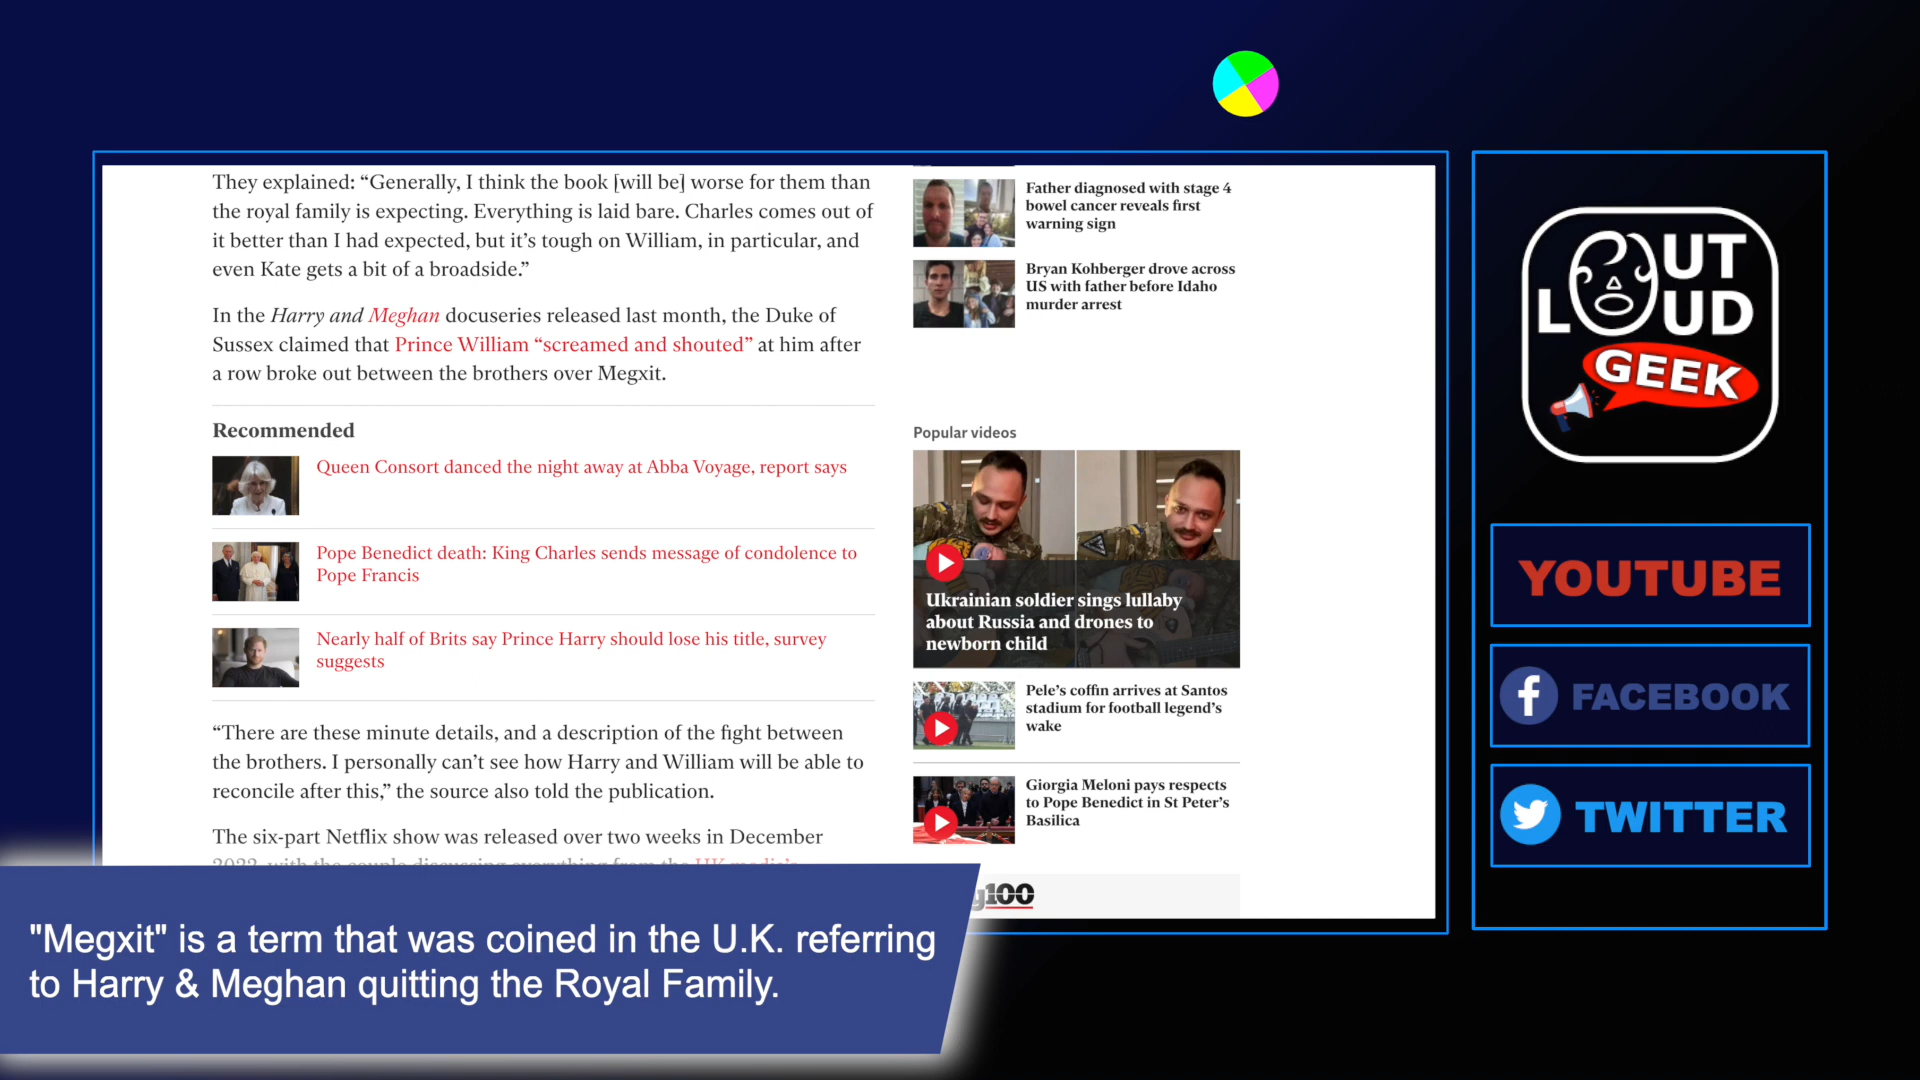 They explained: “Generally, I think the book [will be] worse for them than
the royal family is expecting. Everything is laid bare. Charles comes out of
it better than I had expected, but it’s tough on William, in particular, and
even Kate gets a bit of a broadside.”
In the Harry and Meghan docuseries released last month, the Duke of
Sussex claimed that Prince William “screamed and shouted” at him after
a row broke out between the brothers over Megxit.
Recommended
Queen Consort danced the night away at Abba Voyage, report says
Pope Benedict death: King Charles sends message of condolence to
Pope Francis
Nearly half of Brits say Prince Harry should lose his title, survey
suggests
“There are these minute details, and a description of the fight between
the brothers. I personally can’t see how Harry and William will be able to
reconcile after this,” the source also told the publication.
The six-part Netflix show was released over two weeks in December
2022, with the couple discussing everything from the UK media’s
Father diagnosed with stage 4
bowel cancer reveals first
warning sign
Bryan Kohberger drove across
US with father before Idaho
murder arrest
Popular videos
Ukrainian soldier sings lullaby
about Russia and drones to
newborn child
Pele’s coffin arrives at Santos
stadium for football legend’s
wake
Giorgia Meloni pays respects
to Pope Benedict in St Peter’s
Basilica
100
"Megxit" is a term that was coined in the U.K. referring
to Harry & Meghan quitting the Royal Family.
OUT
LOUD
GEEK
YOUTUBE
f FACEBOOK
TWITTER